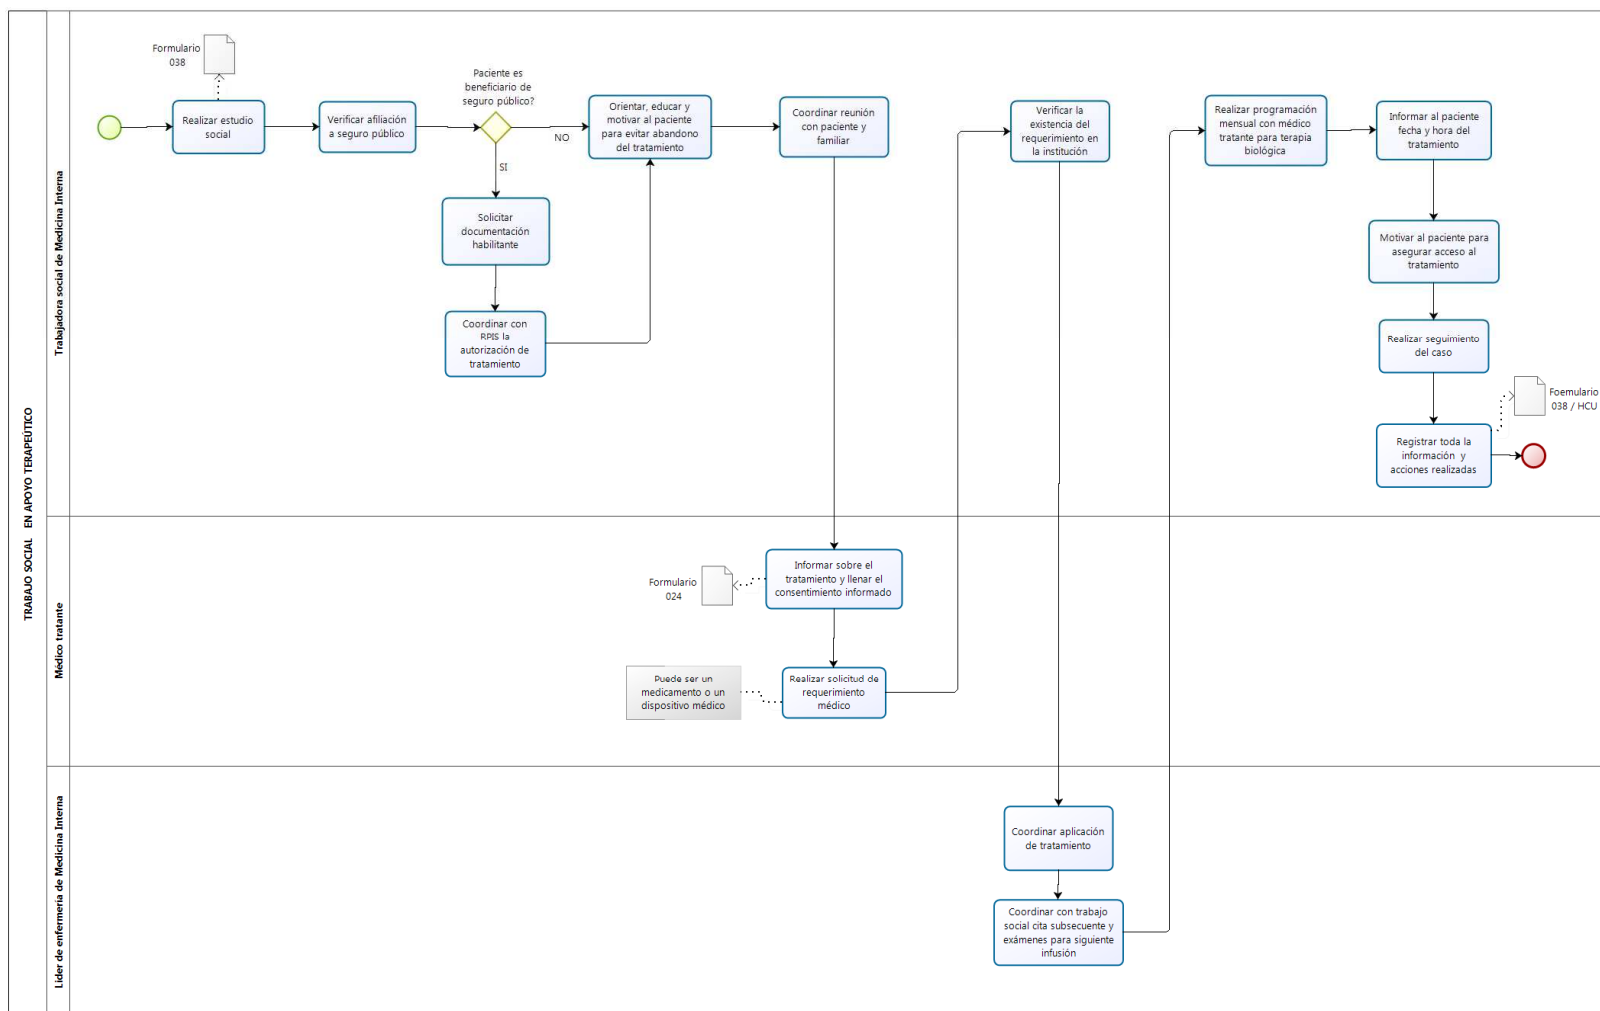 TRABAJO SOCIAL EN APOYO TERAPEÚTICO
Trabajadora social de Medicina Interna
Formulario
038
Realizar estudio
social
Verificar afiliación
a seguro público
Paciente es
beneficiario de
seguro público?
NO
SI
Solicitar
documentación
habilitante
Coordinar con
RPIS la
autorización de
tratamiento
Orientar, educar y
motivar al paciente
para evitar abandono
del tratamiento
Coordinar reunión
con paciente y
familiar
Verificar la
existencia del
requerimiento en
la institución
Realizar programación
mensual con médico
tratante para terapia
biológica
Informar al paciente
fecha y hora del
tratamiento
Motivar al paciente para
asegurar acceso al
tratamiento
Realizar seguimiento
del caso
Foemulario
038 / HCU
Registrar toda la
información y
acciones realizadas
Médico tratante
Informar sobre el
tratamiento y llenar el
consentimiento informado
Formulario
024
Realizar solicitud de
requerimiento
médico
Puede ser un
medicamento o un
dispositivo médico
Lider de enfermería de Medicina Interna
Coordinar aplicación
de tratamiento
Coordinar con trabajo
social cita subsecuente y
exámenes para siguiente
infusión